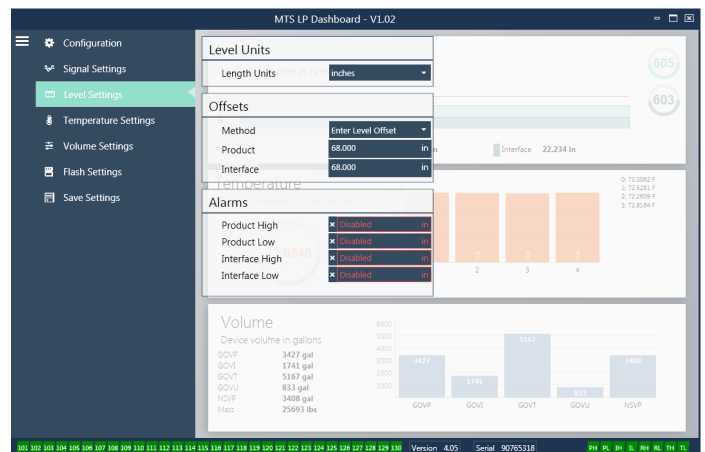 MTS LP Dashboard - V1.02
Configuration
Signal Settings
Level Settings
Temperature Settings
Volume Settings
Flash Settings
Save Settings
Level Units
Length Units inches
Offsets
Method Enter Level Offset
Product 68.000 in
Interface 68.000 in
Alarms
Product High Disabled in
Product Low Disabled in
Interface High Disabled in
Interface Low Disabled in
605
603
Interface 22.234 in
Temperature
0: 73.0082 F
1: 72.5281 F
2: 72.2609 F
3: 72.8184 F
2 3 4
Volume
Device volume in gallons
GOVP 3427 gal
GOVI 1741 gal
GOVT 5167 gal
GOVU 833 gal
NSVP 3408 gal
Mass 25693 lbs
6000
5000
4000
3000
2000
1000
3427
1741
5167
833
3408
GOVP GOVI GOVT GOVU NSVP
101 102 103 104 105 106 107 108 109 110 111 112 113 114 115 116 117 118 119 120 121 122 123 124 125 126 127 128 129 130 Version 4.05 Serial 90765318 PH PL IH IL RH RL TH TL